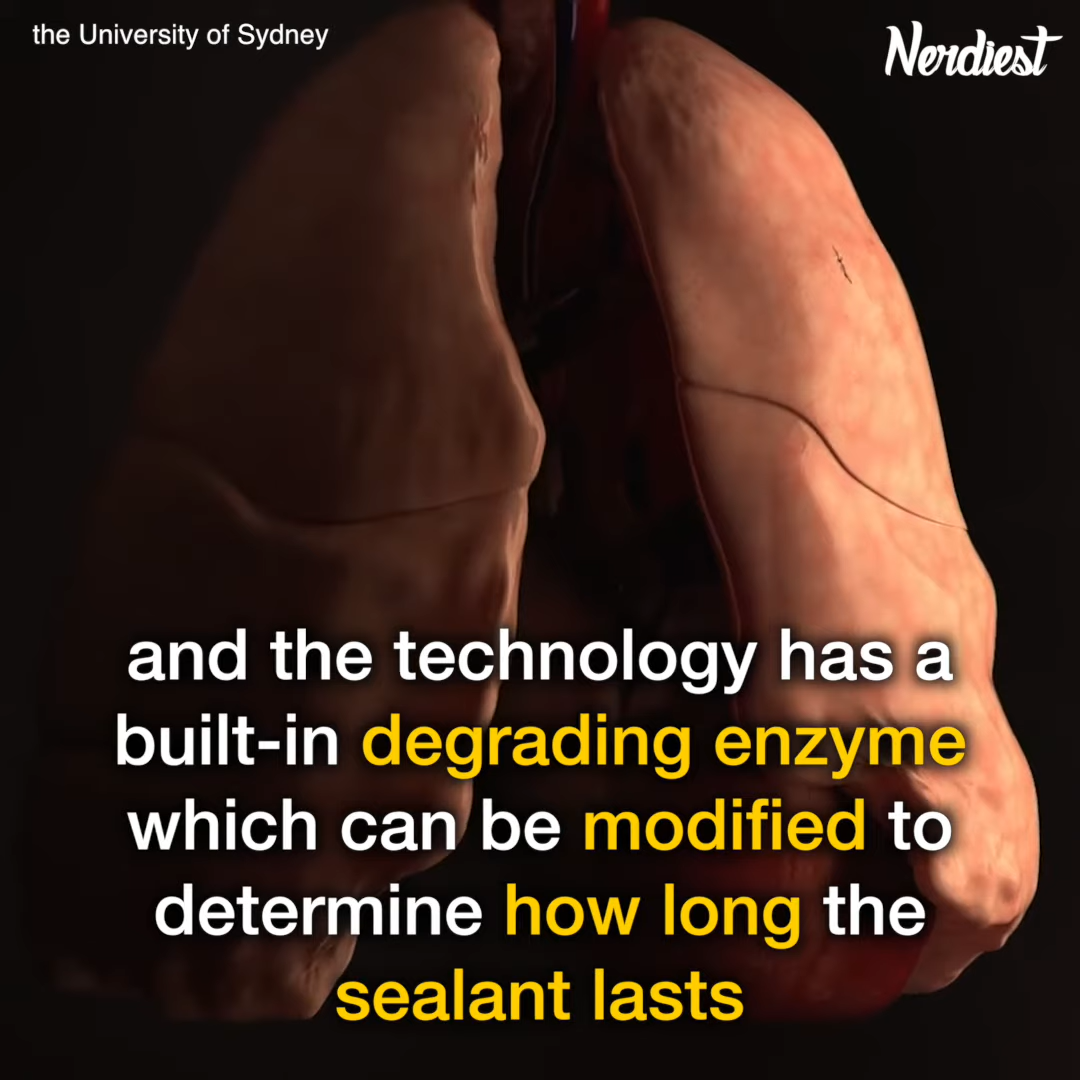 the University of Sydney
Nerdiest
and the technology has a
built-in degrading enzyme
which can be modified to
determine how long the
sealant lasts